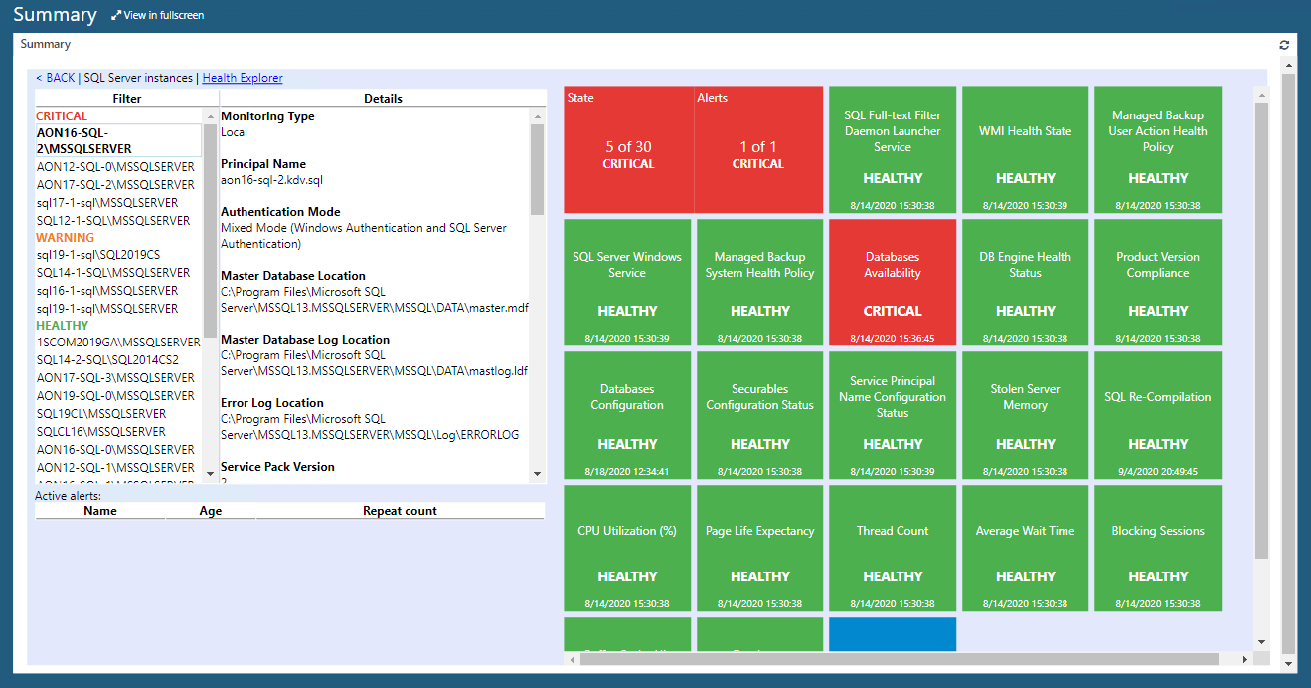 Summary
View in fullscreen
Summary
< BACK | SQL Server instances | Health Explorer
Filter
CRITICAL
AON16-SQL-
2\MSSQLSERVER
AON12-SQL-0\MSSQLSERVER
AON17-SQL-2\MSSQLSERVER
sql17-1-sql\MSSQLSERVER
SQL12-1-SQL\MSSQLSERVER
WARNING
sql19-1-sql\SQL2019CS
SQL14-1-SQL\MSSQLSERVER
sql16-1-sql\MSSQLSERVER
sql19-1-sql\MSSQLSERVER
HEALTHY
1SCOM2019GA\MSSQLSERVER
SQL14-2-SQL\SQL2014CS2
AON17-SQL-3\MSSQLSERVER
AON19-SQL-0\MSSQLSERVER
SQL19CL\MSSQLSERVER
SQLCL16\MSSQLSERVER
AON16-SQL-0\MSSQLSERVER
AON12-SQL-1\MSSQLSERVER
Details
Monitoring Type
Local
Principal Name
aon16-sql-2.kdv.sql
Authentication Mode
Mixed Mode (Windows Authentication and SQL Server
Authentication)
Master Database Location
C:\Program Files\Microsoft SQL
Server\MSSQL13.MSSQLSERVER\MSSQL\DATA\master.mdf
Master Database Log Location
C:\Program Files\Microsoft SQL
Server\MSSQL13.MSSQLSERVER\MSSQL\DATA\mastlog.ldf
Error Log Location
C:\Program Files\Microsoft SQL
Server\MSSQL13.MSSQLSERVER\MSSQL\Log\ERRORLOG
Service Pack Version
2
Active alerts:
Name Age Repeat count
State
5 of 30
CRITICAL
Alerts
1 of 1
CRITICAL
SQL Full-text Filter
Daemon Launcher
Service
HEALTHY
8/14/2020 15:30:38
WMI Health State
HEALTHY
8/14/2020 15:30:39
Managed Backup
User Action Health
Policy
HEALTHY
8/14/2020 15:30:38
SQL Server Windows
Service
HEALTHY
8/14/2020 15:30:39
Managed Backup
System Health Policy
HEALTHY
8/14/2020 15:30:38
Databases
Availability
CRITICAL
8/14/2020 15:36:45
DB Engine Health
Status
HEALTHY
8/14/2020 15:30:38
Product Version
Compliance
HEALTHY
8/14/2020 15:30:38
Databases
Configuration
HEALTHY
8/18/2020 12:34:41
Securables
Configuration Status
HEALTHY
8/14/2020 15:30:38
Service Principal
Name Configuration
Status
HEALTHY
8/14/2020 15:30:39
Stolen Server
Memory
HEALTHY
8/14/2020 15:30:38
SQL Re-Compilation
HEALTHY
9/4/2020 20:49:45
CPU Utilization (%)
HEALTHY
8/14/2020 15:30:38
Page Life Expectancy
HEALTHY
8/14/2020 15:30:38
Thread Count
HEALTHY
8/14/2020 15:30:38
Average Wait Time
HEALTHY
8/14/2020 15:30:38
Blocking Sessions
HEALTHY
8/14/2020 15:30:38